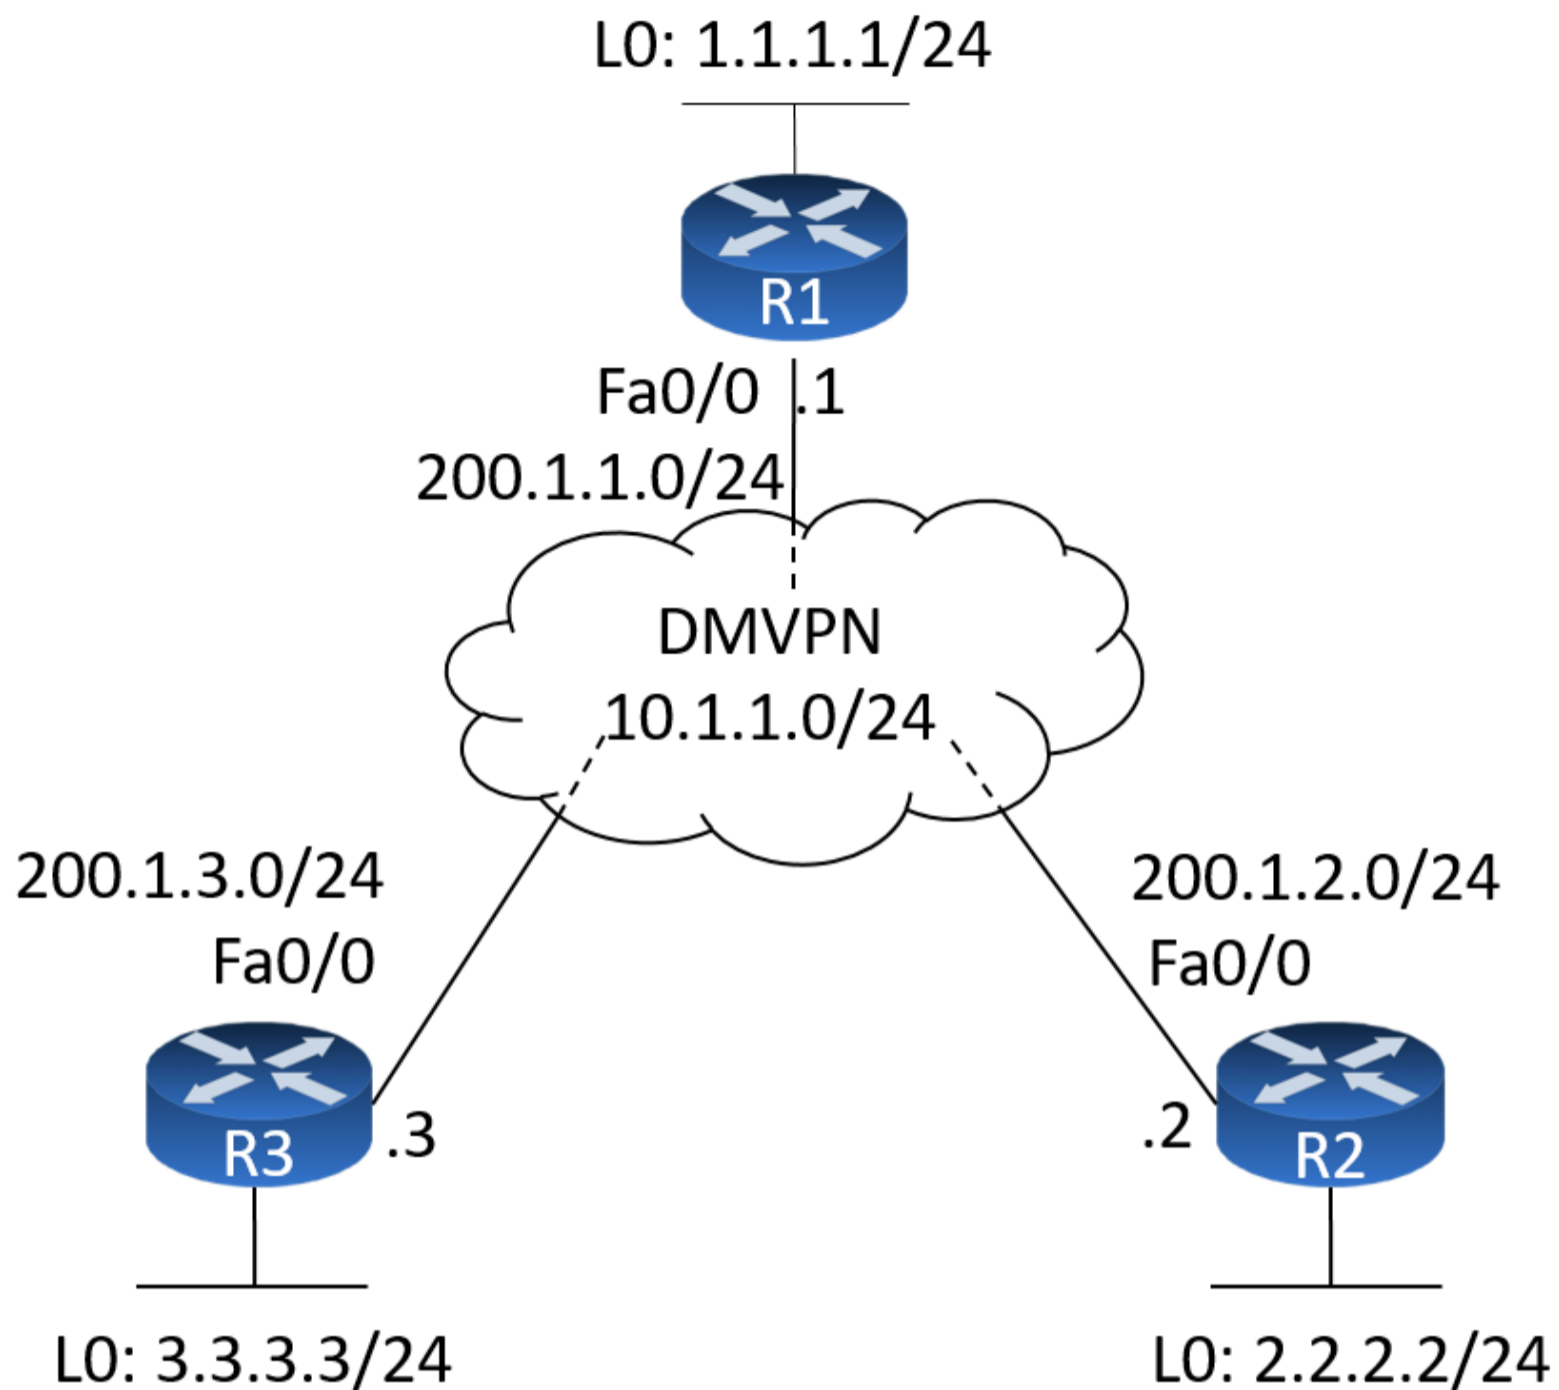 L0: 1.1.1.1/24
R1
Fa0/0 .1
200.1.1.0/24
DMVPN
10.1.1.0/24
200.1.3.0/24
Fa0/0
R3
.3
L0: 3.3.3.3/24
200.1.2.0/24
Fa0/0
.2
R2
L0: 2.2.2.2/24